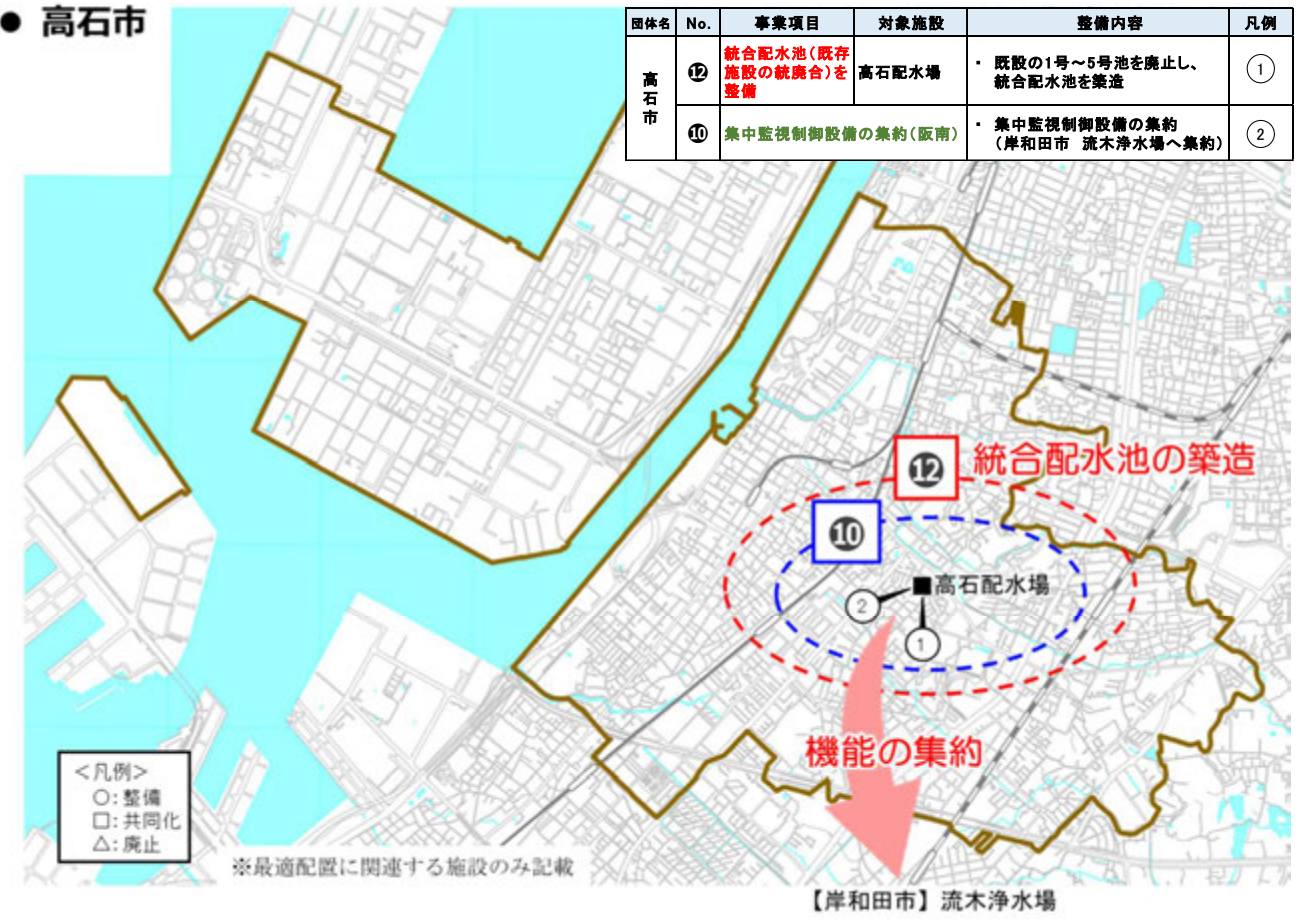 ● 高石市
団体名 No. 事業項目 対象施設 整備内容 凡例
高石市
⓬ 統合配水池(既存
施設の統廃合)を
整備
高石配水場
・ 既設の1号～5号池を廃止し、
統合配水池を築造
①
❿ 集中監視制御設備の集約(阪南)
・ 集中監視制御設備の集約
(岸和田市 流木浄水場へ集約)
②
⓬ 統合配水池の築造
❿
■高石配水場
②
①
機能の集約
<凡例>
○:整備
□:共同化
△:廃止
※最適配置に関連する施設のみ記載
【岸和田市】流木浄水場